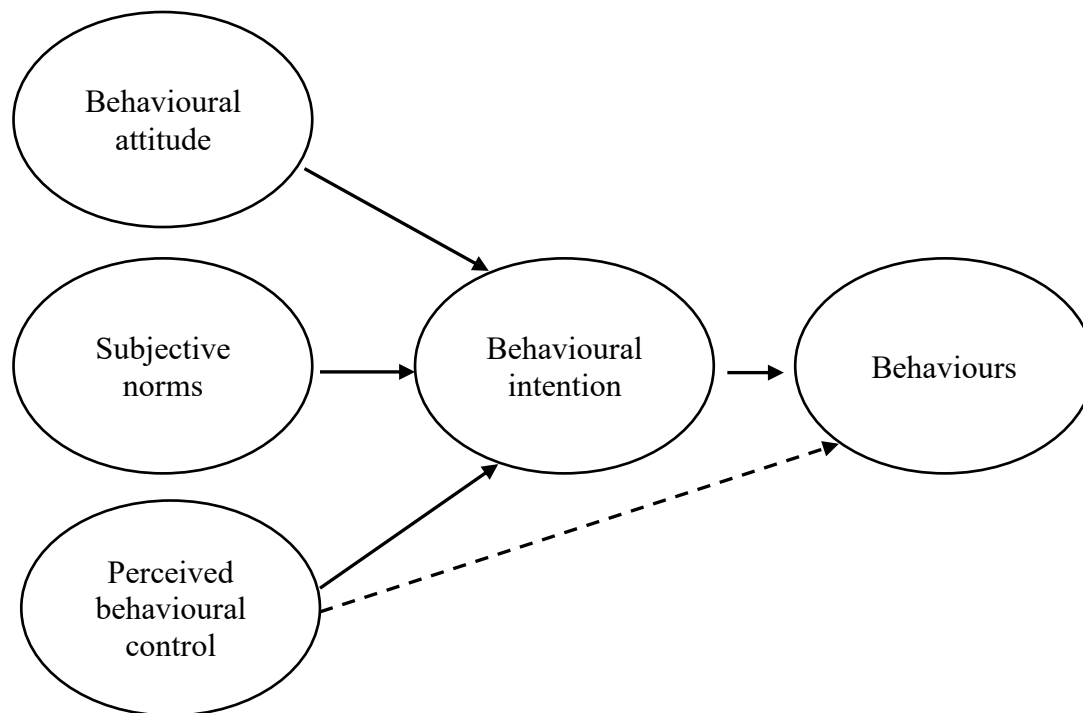 Behavioural
attitude
Subjective
norms
Behavioural
intention
Behaviours
Perceived
behavioural
control